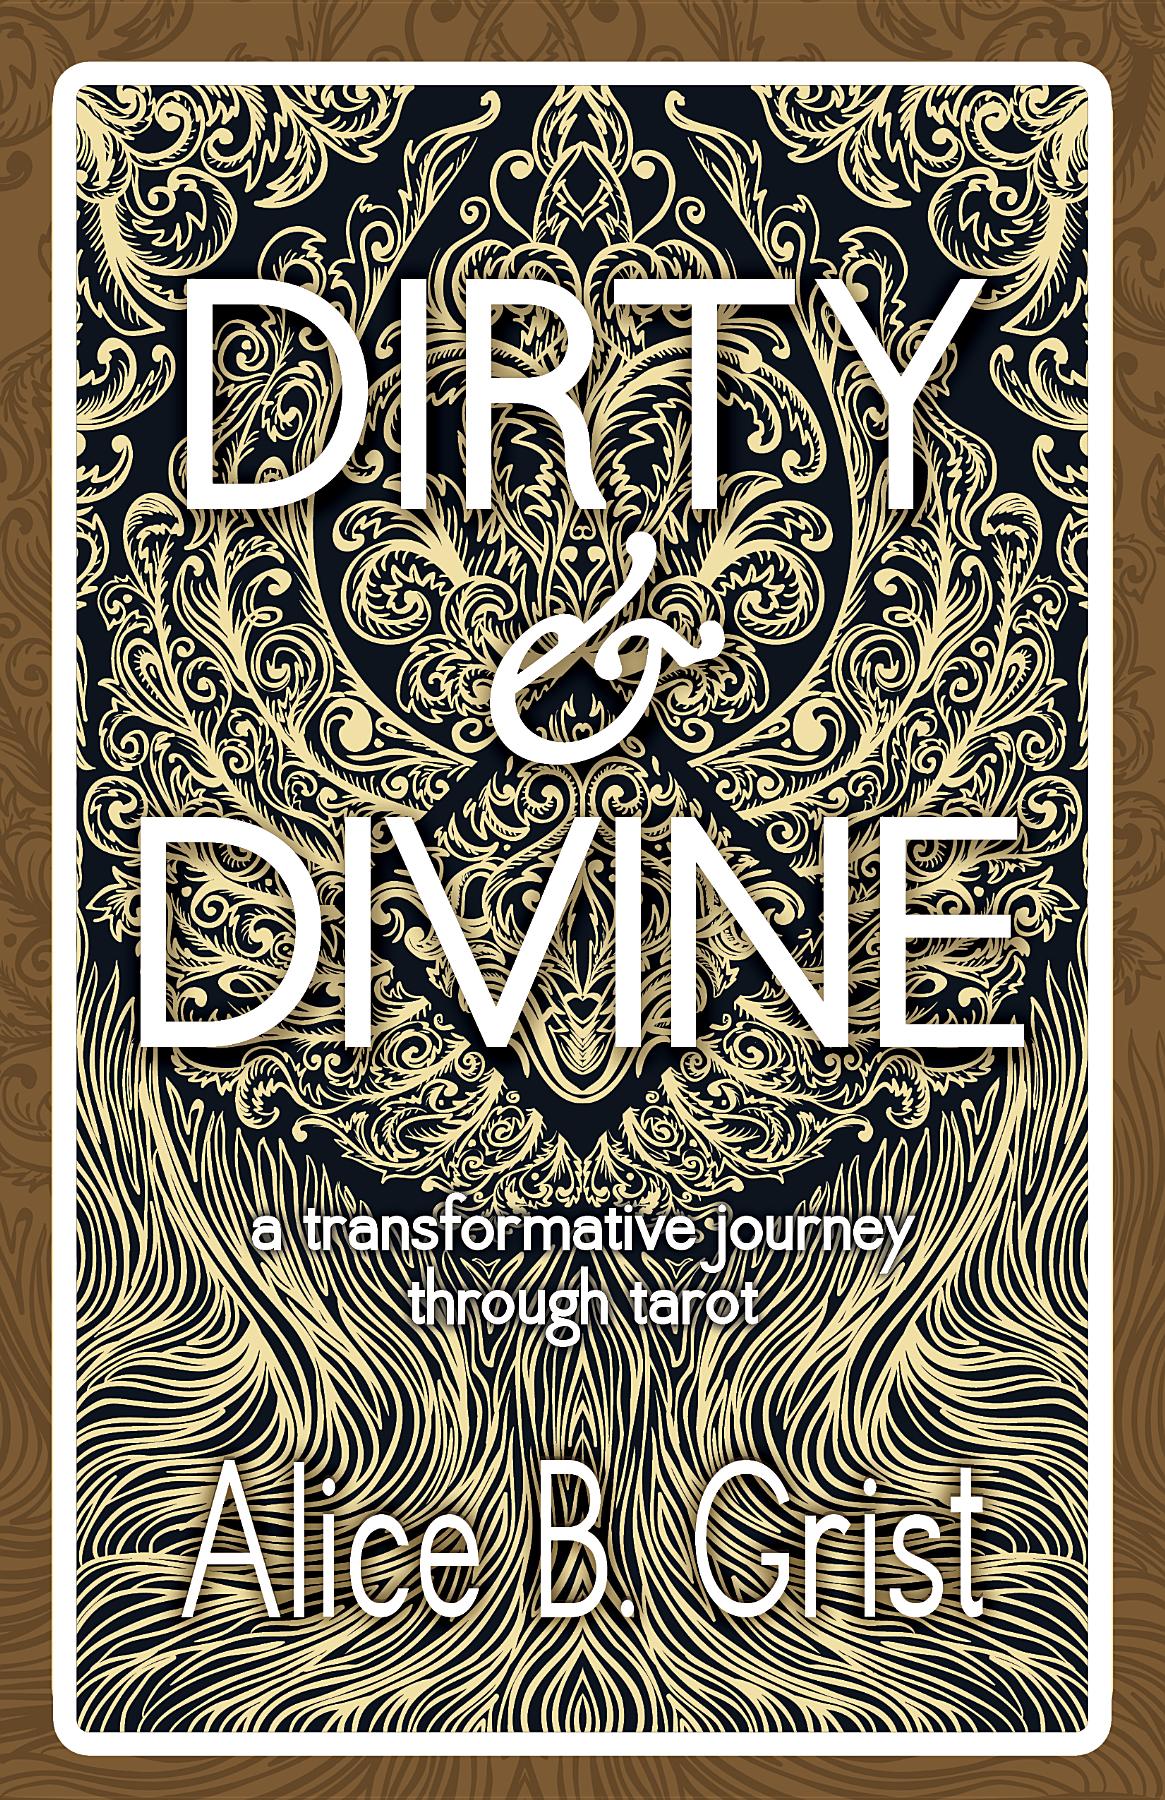 DIRTY
&
DIVINE
a transformative journey
through tarot
Alice B. Grist